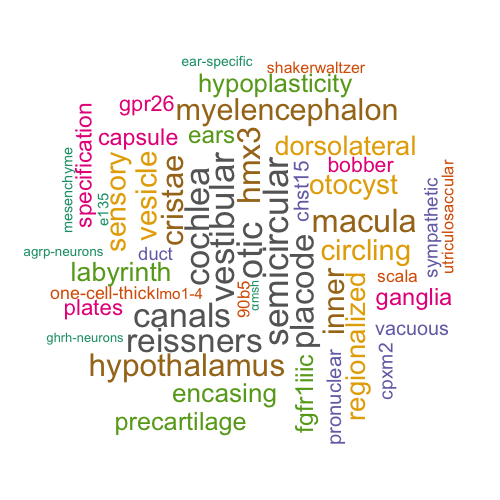 ear-specific
shakerwaltzer
hypoplasticity
gpr26
myelencephalon
specification
mesenchyme
e135
capsule
ears
hmx3
dorsolateral
sensory
vesicle
cristae
cochlea
vestibular
otic
semicircular
chst15
bobber
otocyst
macula
sympathetic
utriculosaccular
agrp-neurons
duct
circling
labyrinth
placode
inner
regionalized
scala
one-cell-thick
lmo1-4
90b5
αmsh
ganglia
plates
canals
ghrh-neurons
reissners
vacuous
hypothalamus
fgfr1iiic
pronuclear
cpxm2
encasing
precartilage